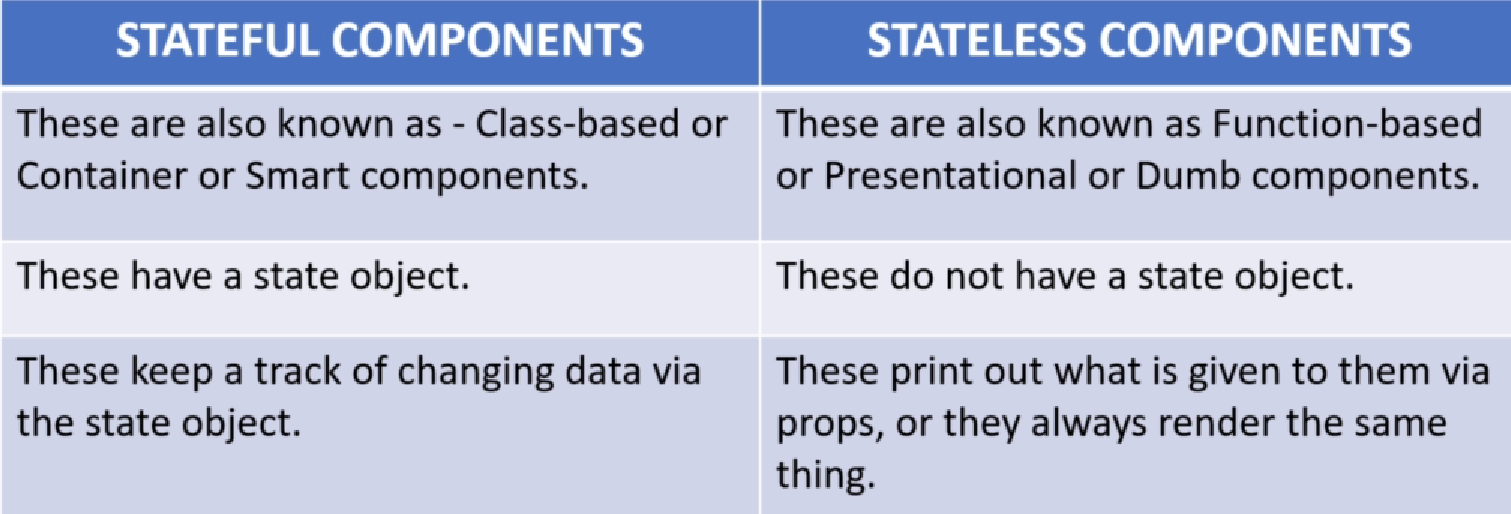 STATEFUL COMPONENTS
STATELESS COMPONENTS
These are also known as - Class-based or
Container or Smart components.
These are also known as Function-based
or Presentational or Dumb components.
These have a state object.
These do not have a state object.
These keep a track of changing data via
the state object.
These print out what is given to them via
props, or they always render the same
thing.